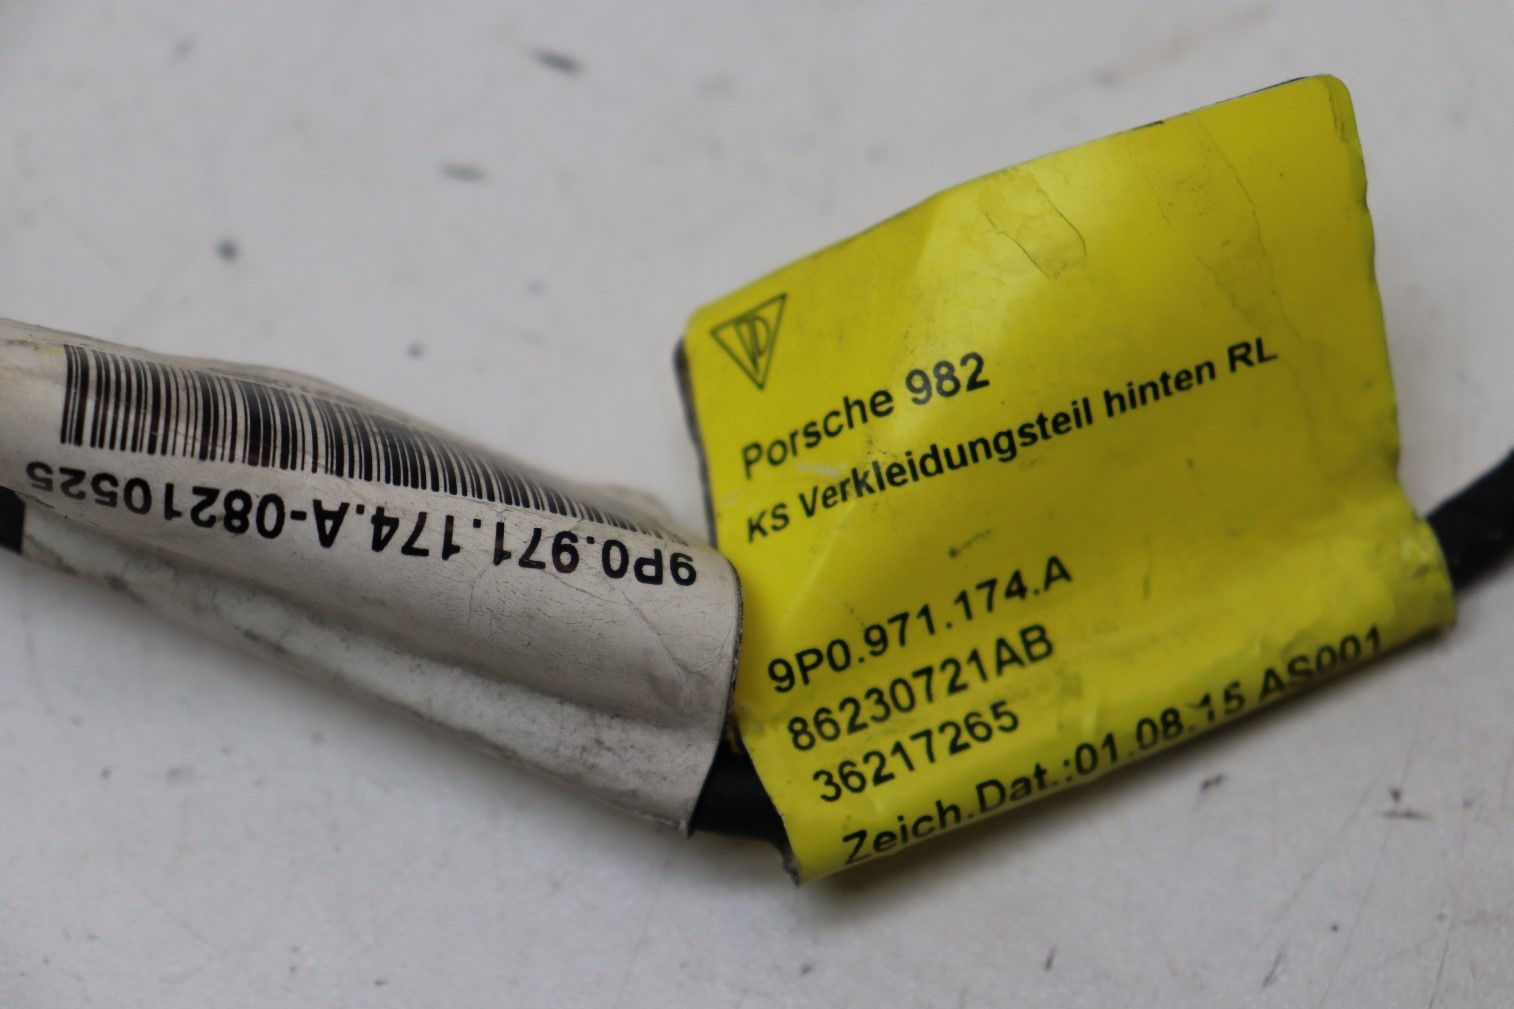 Porsche 982
KS Verkleidungsteil hinten RL
9P0.971.174.A
86230721AB
36217265
Zeich.Dat.:01.08.15 AS001
9P0.971.174.A-08210525